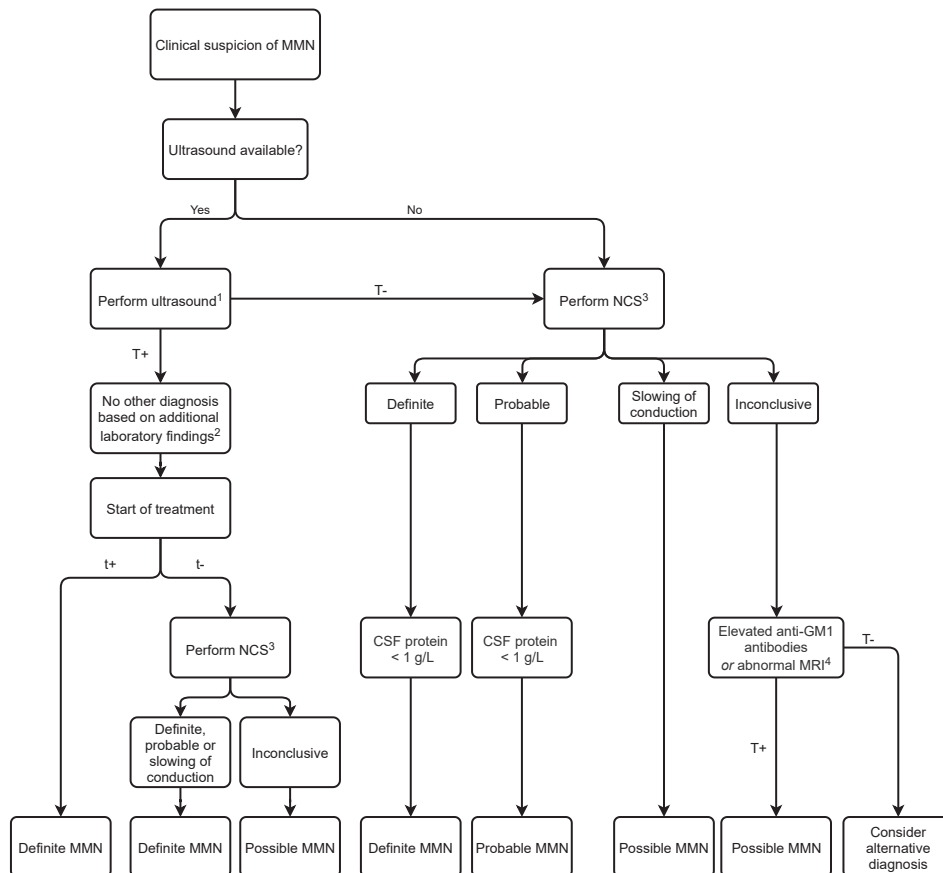 Clinical suspicion of MMN
Ultrasound available?
Yes
No
Perform ultrasound1
T-
Perform NCS3
T+
No other diagnosis
based on additional
laboratory findings2
Definite
Probable
Slowing of
conduction
Inconclusive
Start of treatment
t+
t-
Perform NCS3
CSF protein
< 1 g/L
CSF protein
< 1 g/L
Elevated anti-GM1
antibodies
or abnormal MRI4
T-
Definite,
probable or
slowing of
conduction
Inconclusive
T+
Definite MMN
Definite MMN
Possible MMN
Definite MMN
Probable MMN
Possible MMN
Possible MMN
Consider
alternative
diagnosis